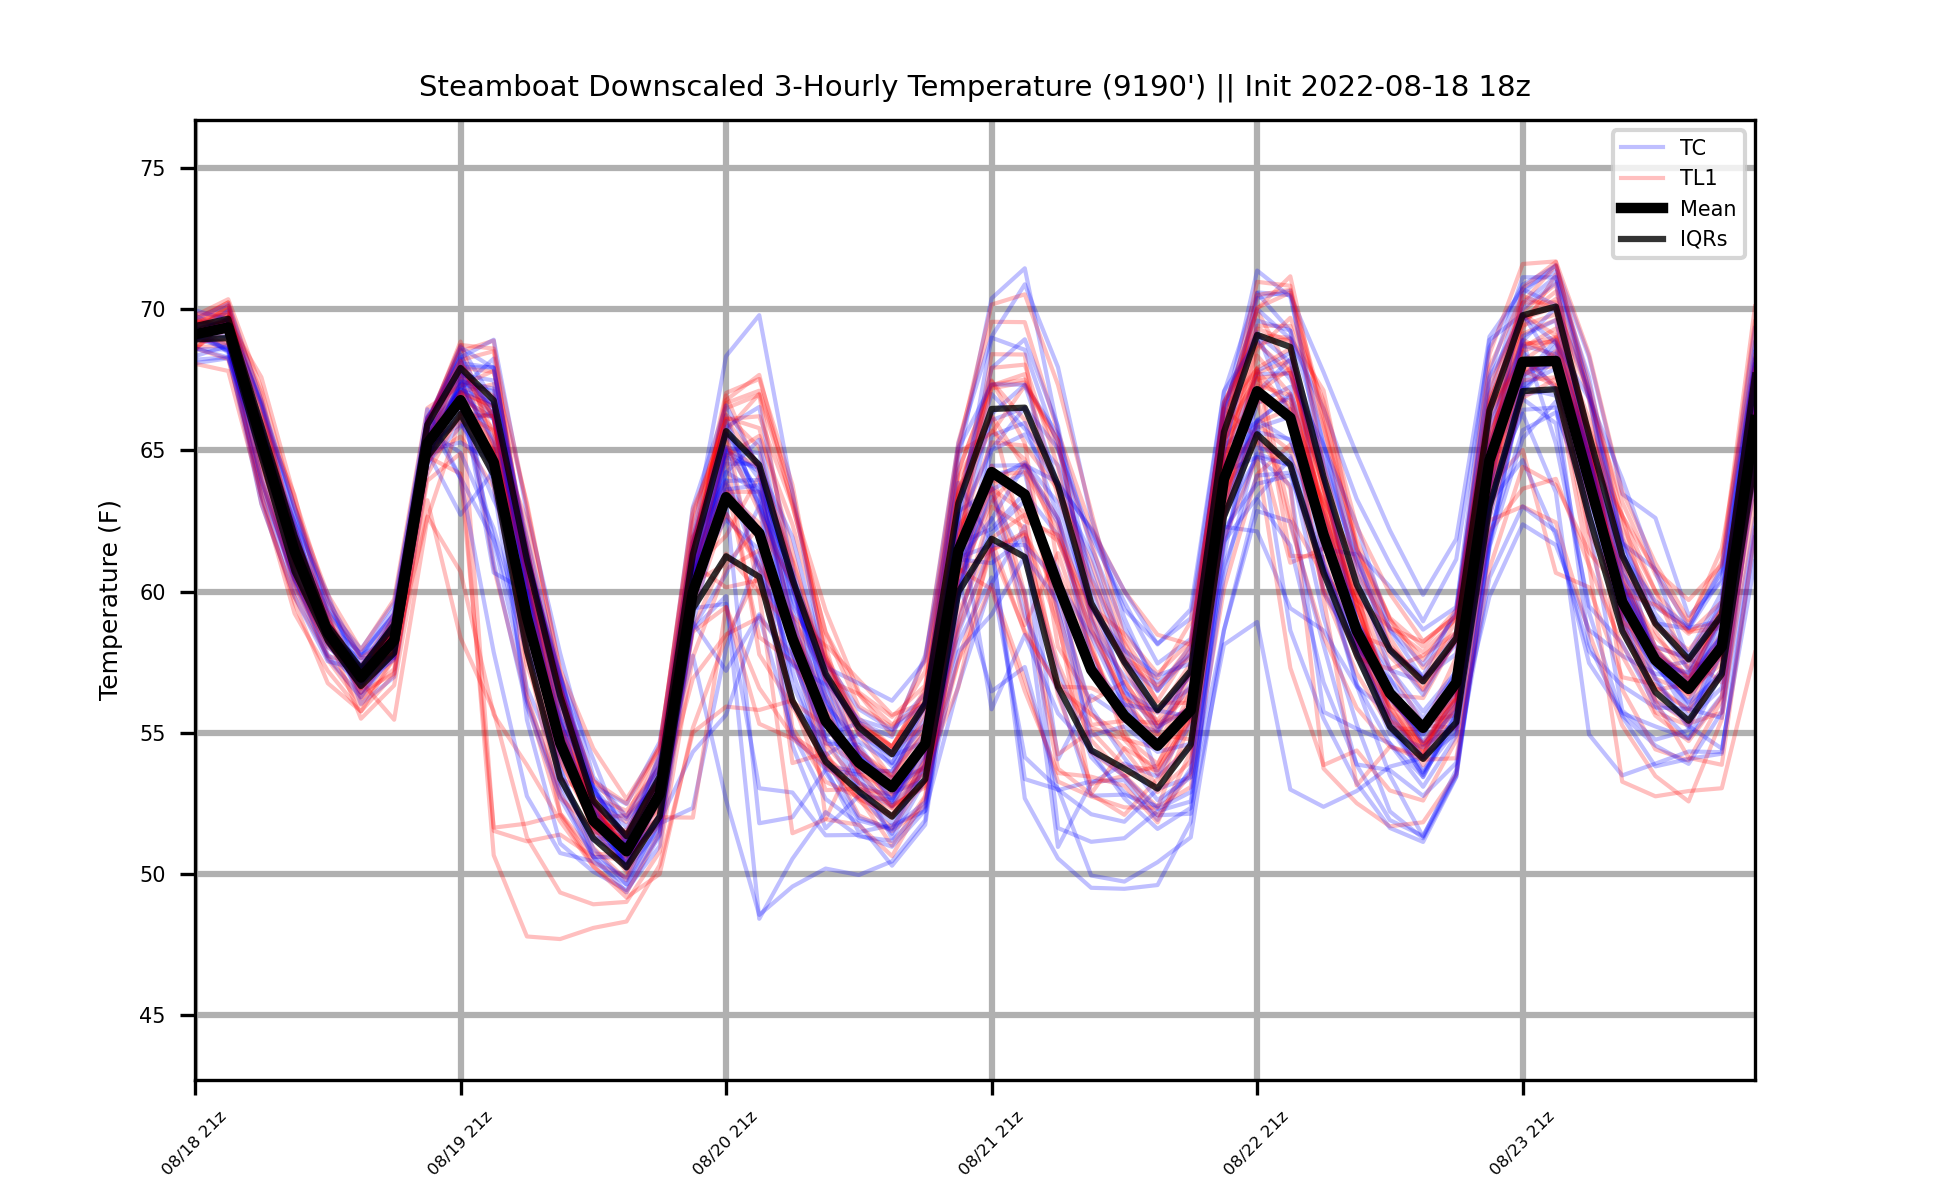 Steamboat Downscaled 3-Hourly Temperature (9190') || Init 2022-08-18 18z
TC
TL1
Mean
IQRs
Temperature (F)
75
70
65
60
55
50
45
08/18 21z
08/19 21z
08/20 21z
08/21 21z
08/22 21z
08/23 21z